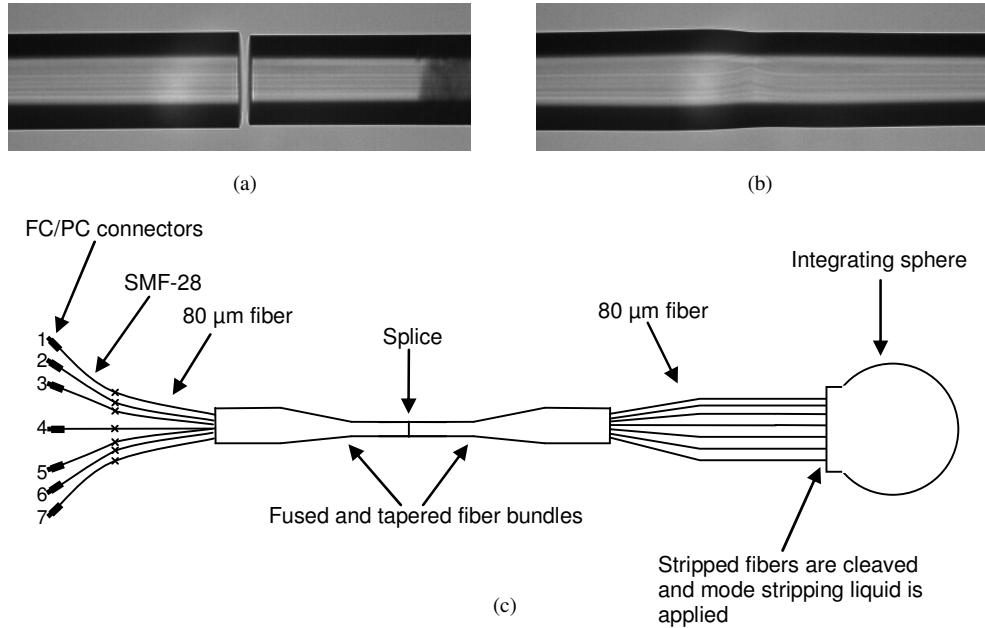 (a)
(b)
FC/PC connectors
SMF-28
80 µm fiber
Splice
80 µm fiber
Integrating sphere
1
2
3
4
5
6
7
Fused and tapered fiber bundles
Stripped fibers are cleaved
and mode stripping liquid is
applied
(c)